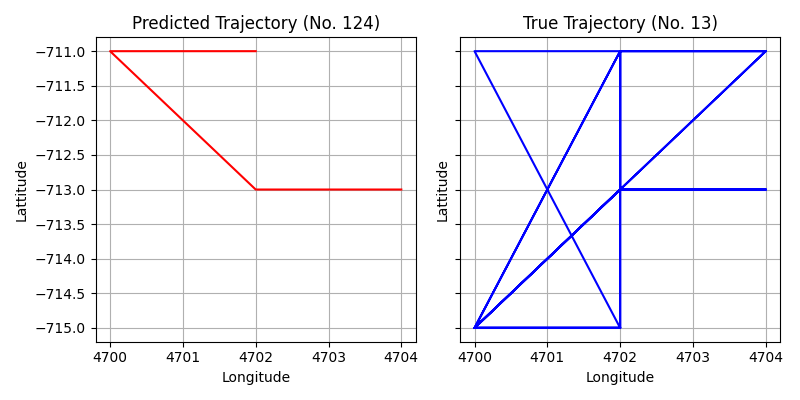 Predicted Trajectory (No. 124)
True Trajectory (No. 13)
−711.0
−711.5
−712.0
−712.5
−713.0
−713.5
−714.0
−714.5
−715.0
Lattitude
Lattitude
4700 4701 4702 4703 4704
4700 4701 4702 4703 4704
Longitude
Longitude